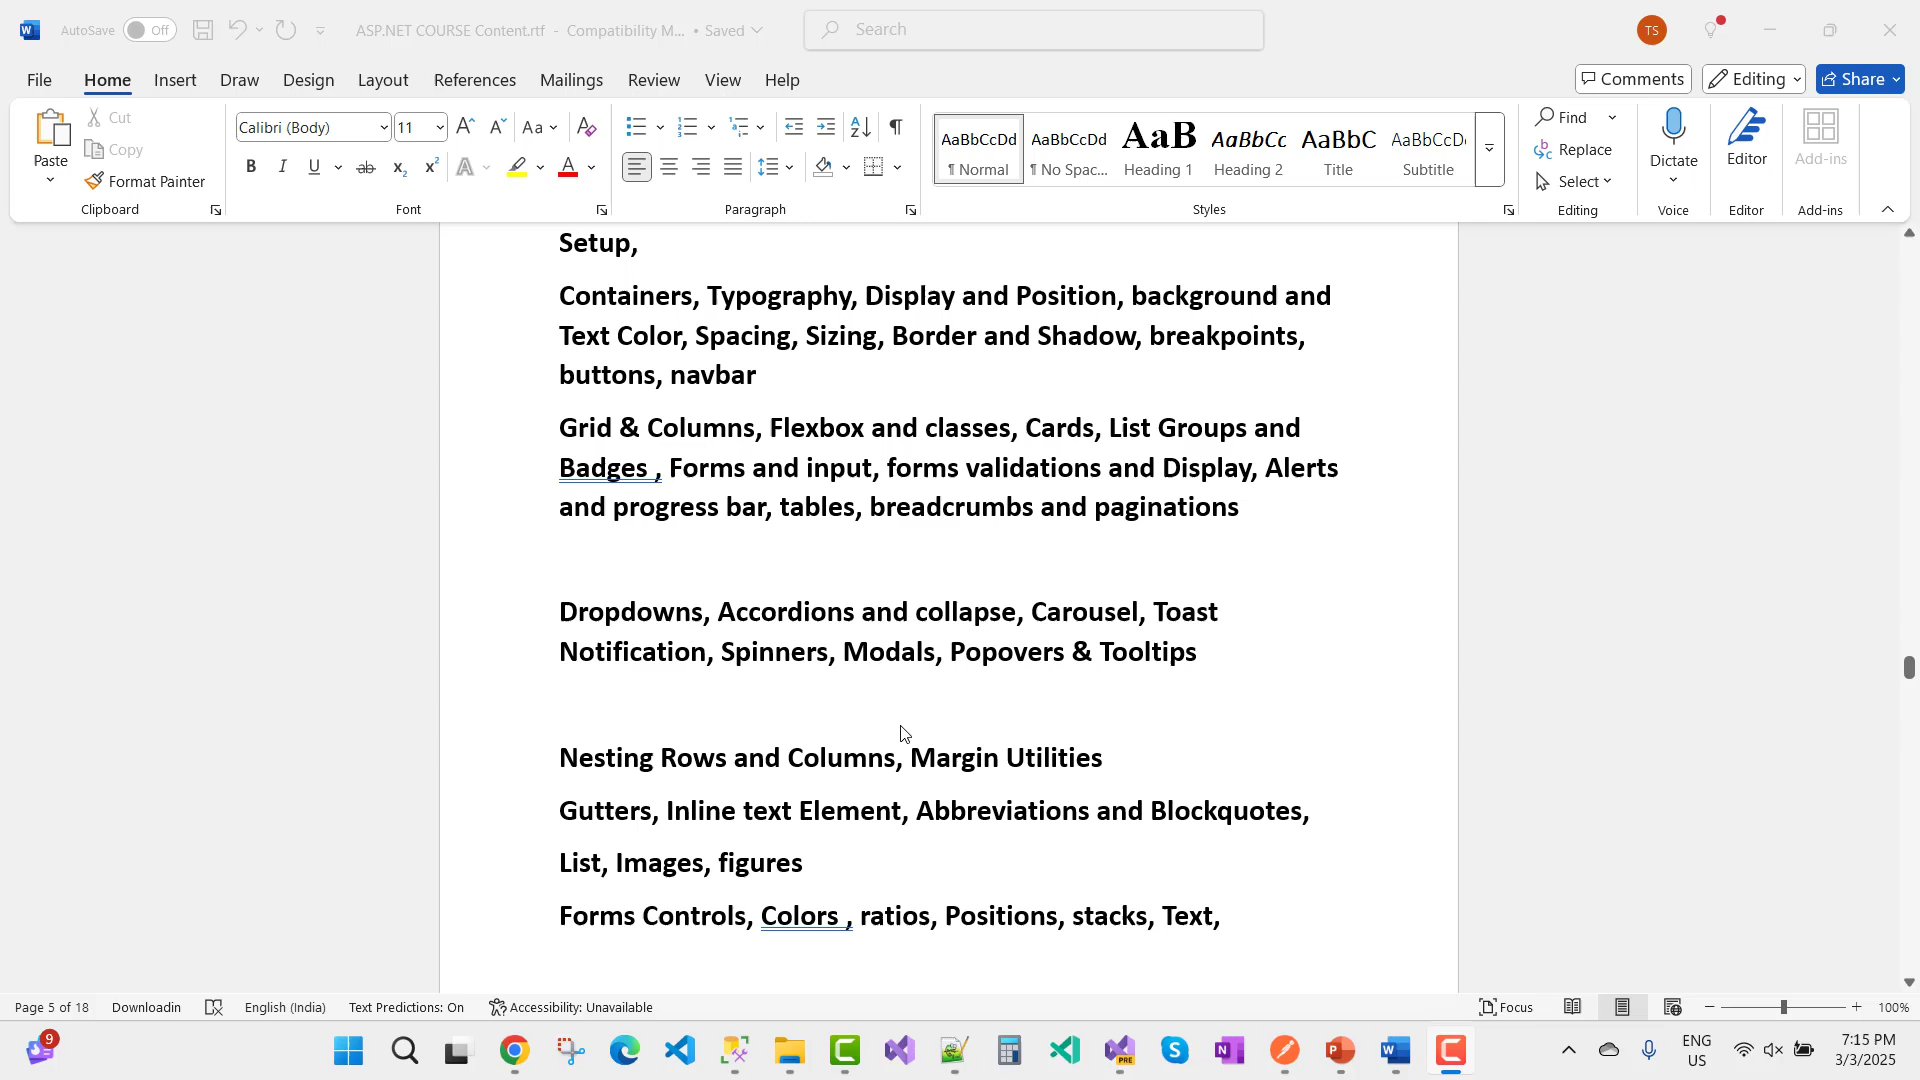 AutoSave Off ASP.NET COURSE Content.rtf - Compatibility M... • Saved Search TS
File Home Insert Draw Design Layout References Mailings Review View Help Comments Editing Share
Paste Cut Copy Format Painter
Calibri (Body) 11
AaBbCcDd AaBbCcDd AaB AaBbCc AaBbC AaBbCcD
¶ Normal ¶ No Spac... Heading 1 Heading 2 Title Subtitle
Find Replace Select
Dictate Editor Add-ins
Clipboard Font Paragraph Styles Editing Voice Editor Add-ins
Setup,
Containers, Typography, Display and Position, background and
Text Color, Spacing, Sizing, Border and Shadow, breakpoints,
buttons, navbar
Grid & Columns, Flexbox and classes, Cards, List Groups and
Badges , Forms and input, forms validations and Display, Alerts
and progress bar, tables, breadcrumbs and paginations
Dropdowns, Accordions and collapse, Carousel, Toast
Notification, Spinners, Modals, Popovers & Tooltips
Nesting Rows and Columns, Margin Utilities
Gutters, Inline text Element, Abbreviations and Blockquotes,
List, Images, figures
Forms Controls, Colors , ratios, Positions, stacks, Text,
Page 5 of 18 Downloadin English (India) Text Predictions: On Accessibility: Unavailable Focus 100%
9 PRE ENG US 7:15 PM 3/3/2025